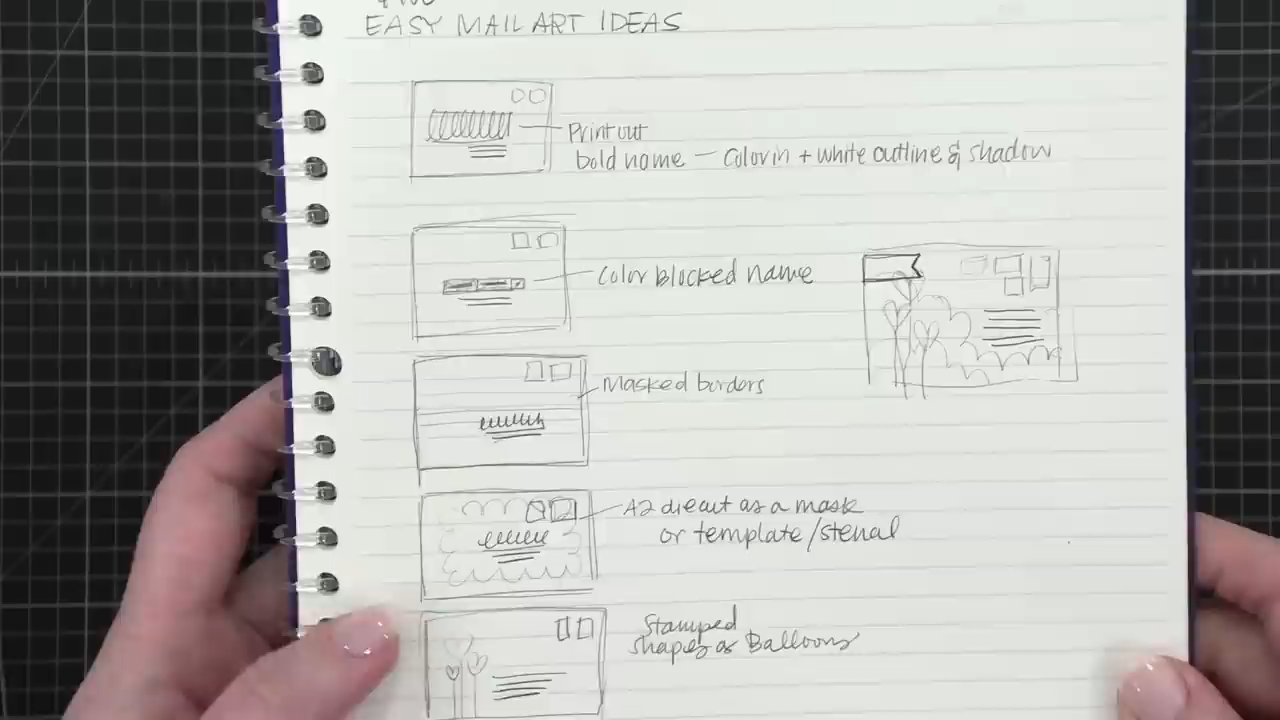 EASY MAIL ART IDEAS
Print out
bold name — Color in + white outline & shadow
Color blocked name
Masked borders
A2 diecut as a mask
or template/stencil
Stamped
shapes as Balloons